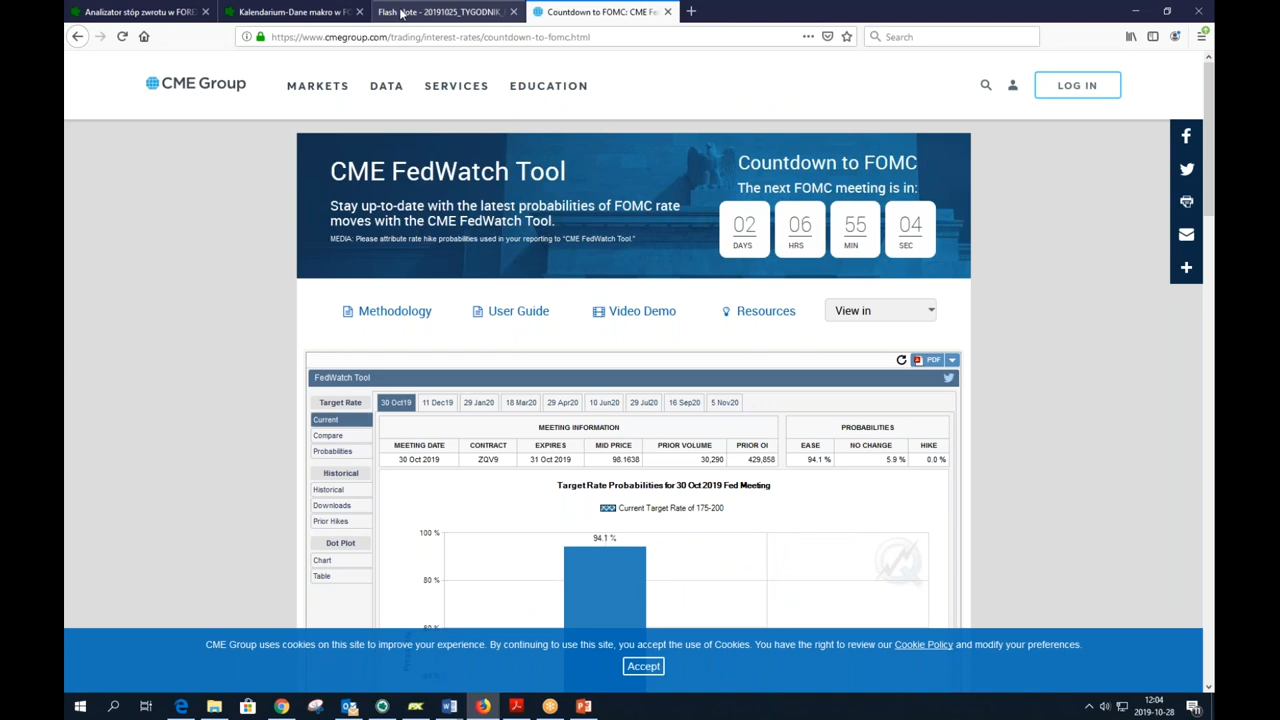 Analizator stóp zwrotu w FORE
Kalendarium-Dane makro w FO
Flash Note - 20191025_TYGODNIK_
Countdown to FOMC: CME Fe
https://www.cmegroup.com/trading/interest-rates/countdown-to-fomc.html
Search
CME Group
MARKETS DATA SERVICES EDUCATION
LOG IN
CME FedWatch Tool
Stay up-to-date with the latest probabilities of FOMC rate
moves with the CME FedWatch Tool.
MEDIA: Please attribute rate hike probabilities used in your reporting to "CME FedWatch Tool."
Countdown to FOMC
The next FOMC meeting is in:
02 06 55 04
DAYS HRS MIN SEC
Methodology User Guide Video Demo Resources View in
PDF
FedWatch Tool
Target Rate
Current
Compare
Probabilities
Historical
Historical
Downloads
Prior Hikes
Dot Plot
Chart
Table
30 Oct19 11 Dec19 29 Jan20 18 Mar20 29 Apr20 10 Jun20 29 Jul20 16 Sep20 5 Nov20
MEETING INFORMATION
MEETING DATE CONTRACT EXPIRES MID PRICE PRIOR VOLUME PRIOR OI
30 Oct 2019 ZQV9 31 Oct 2019 98.1638 30,290 429,858
PROBABILITIES
EASE NO CHANGE HIKE
94.1 % 5.9 % 0.0 %
Target Rate Probabilities for 30 Oct 2019 Fed Meeting
Current Target Rate of 175-200
100 %
94.1 %
80 %
CME Group uses cookies on this site to improve your experience. By continuing to use this site, you accept the use of Cookies. You have the right to review our Cookie Policy and modify your preferences.
Accept
12:04
2019-10-28